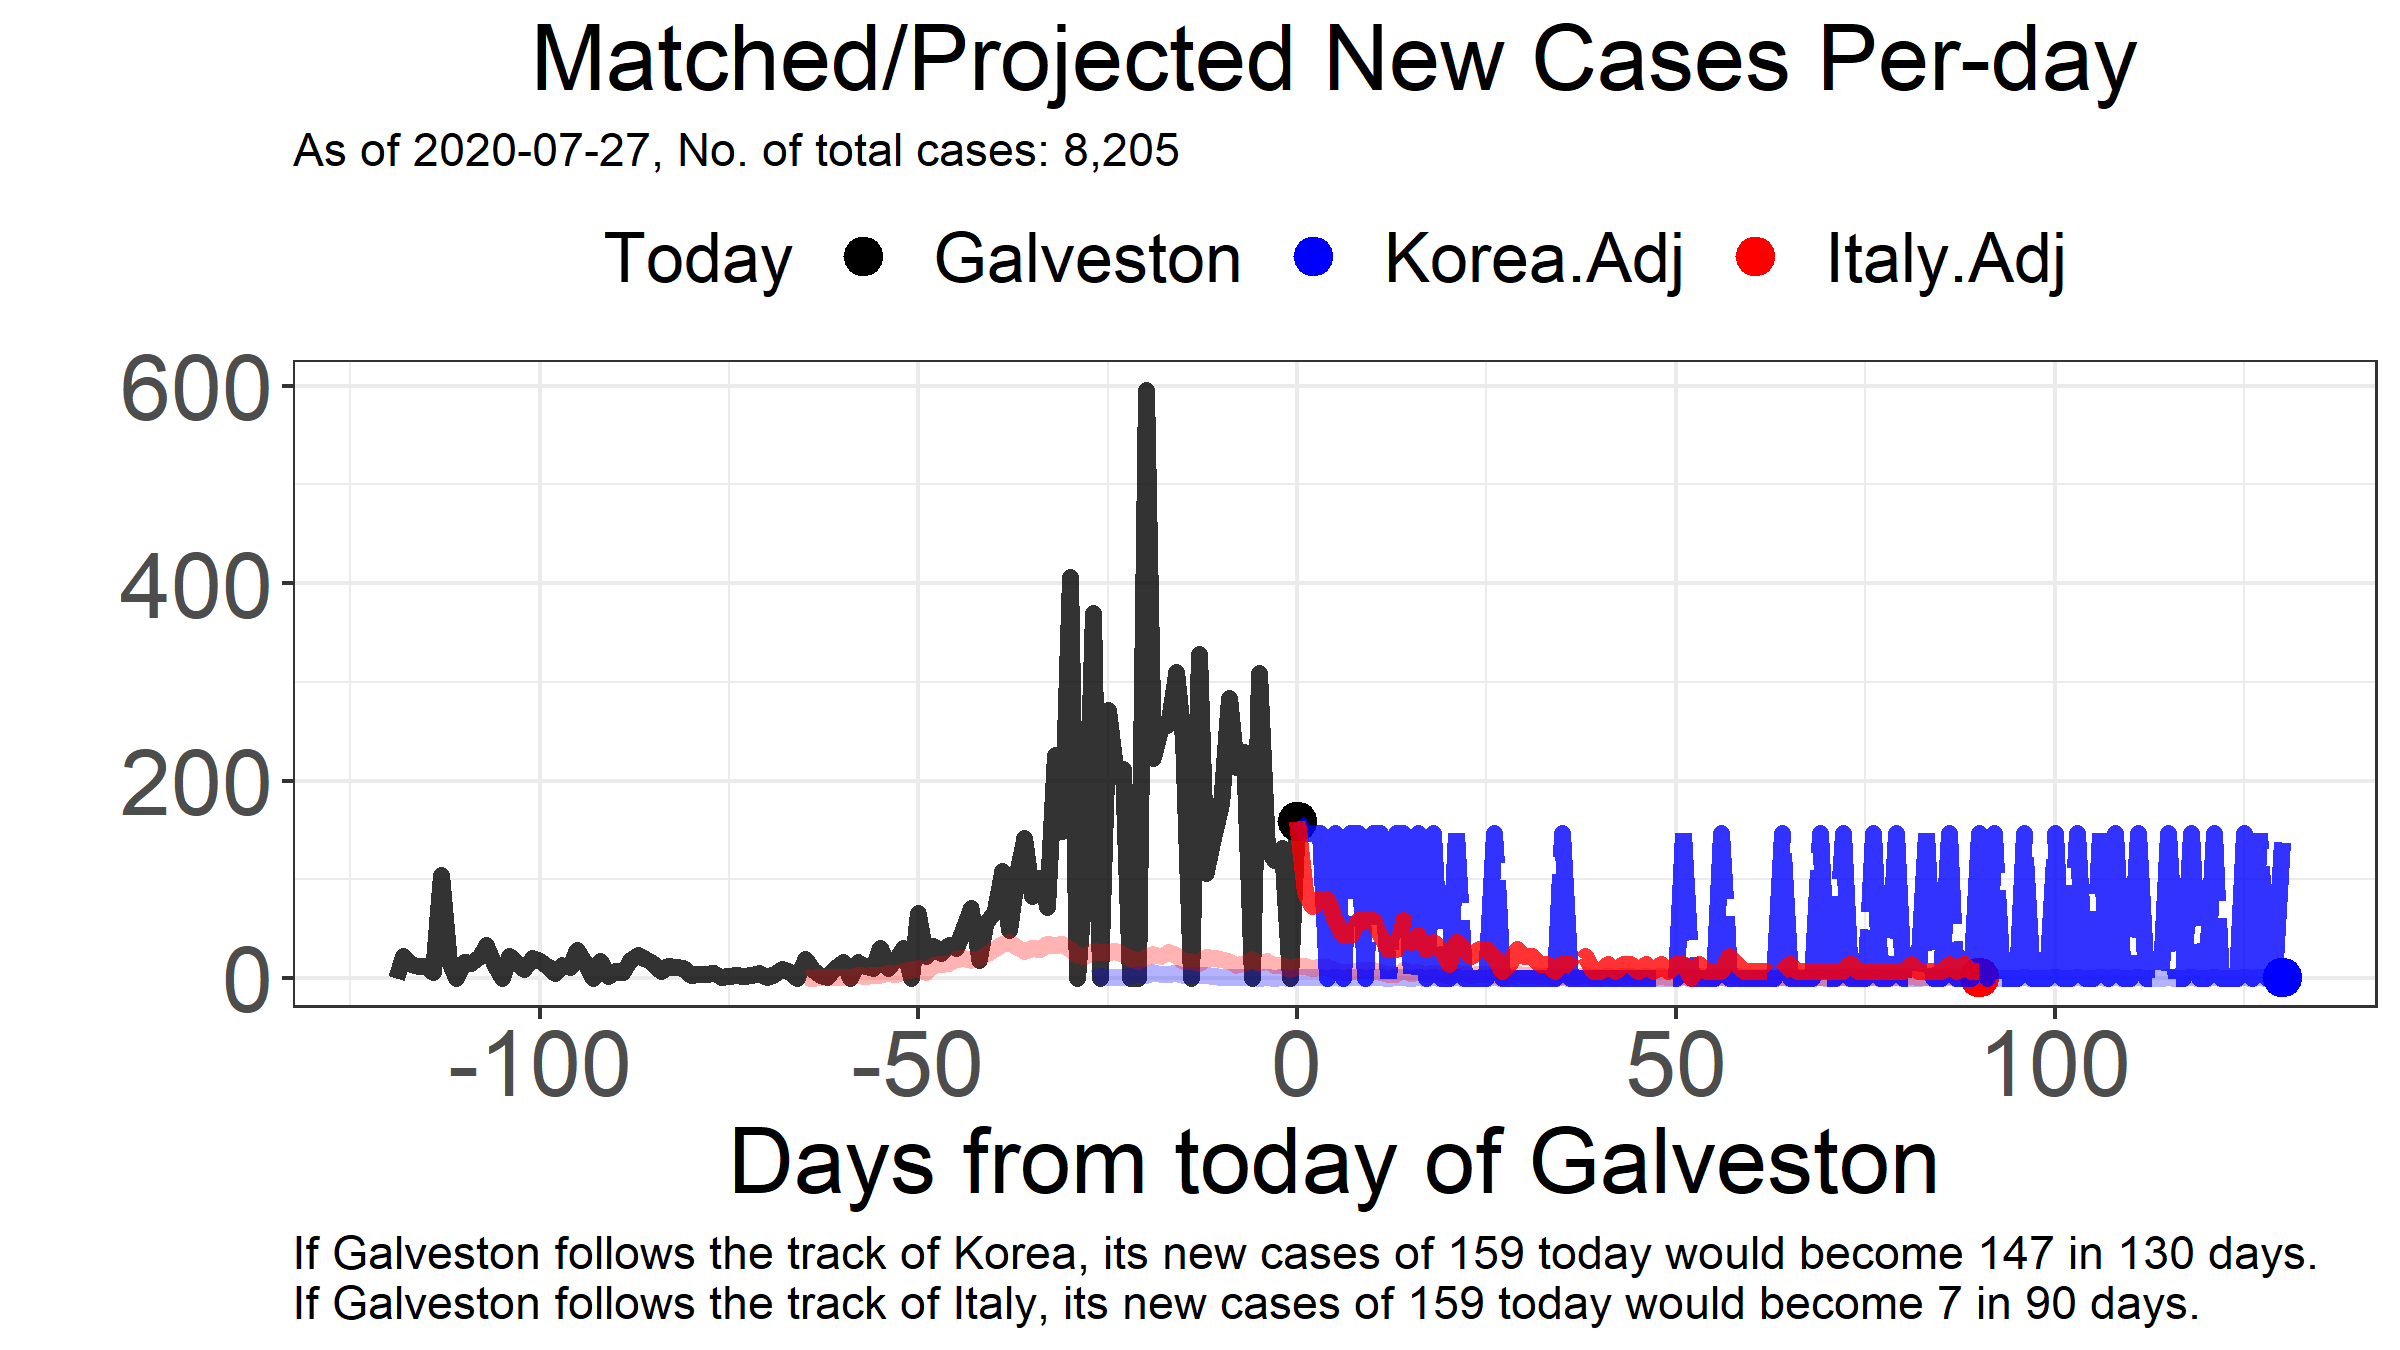 Matched/Projected New Cases Per-day
As of 2020-07-27, No. of total cases: 8,205
Today Galveston Korea.Adj Italy.Adj
600
400
200
0
-100 -50 0 50 100
Days from today of Galveston
If Galveston follows the track of Korea, its new cases of 159 today would become 147 in 130 days.
If Galveston follows the track of Italy, its new cases of 159 today would become 7 in 90 days.